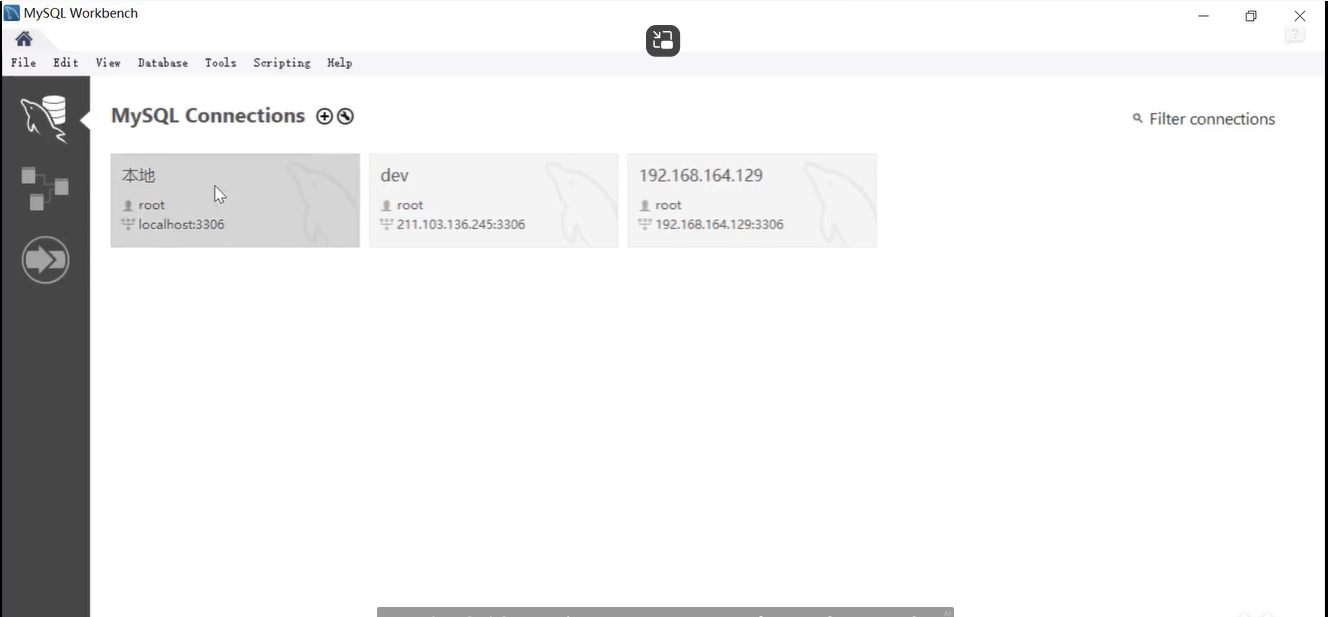 MySQL Workbench
File Edit View Database Tools Scripting Help
MySQL Connections
Filter connections
本地
root
localhost:3306
dev
root
211.103.136.245:3306
192.168.164.129
root
192.168.164.129:3306